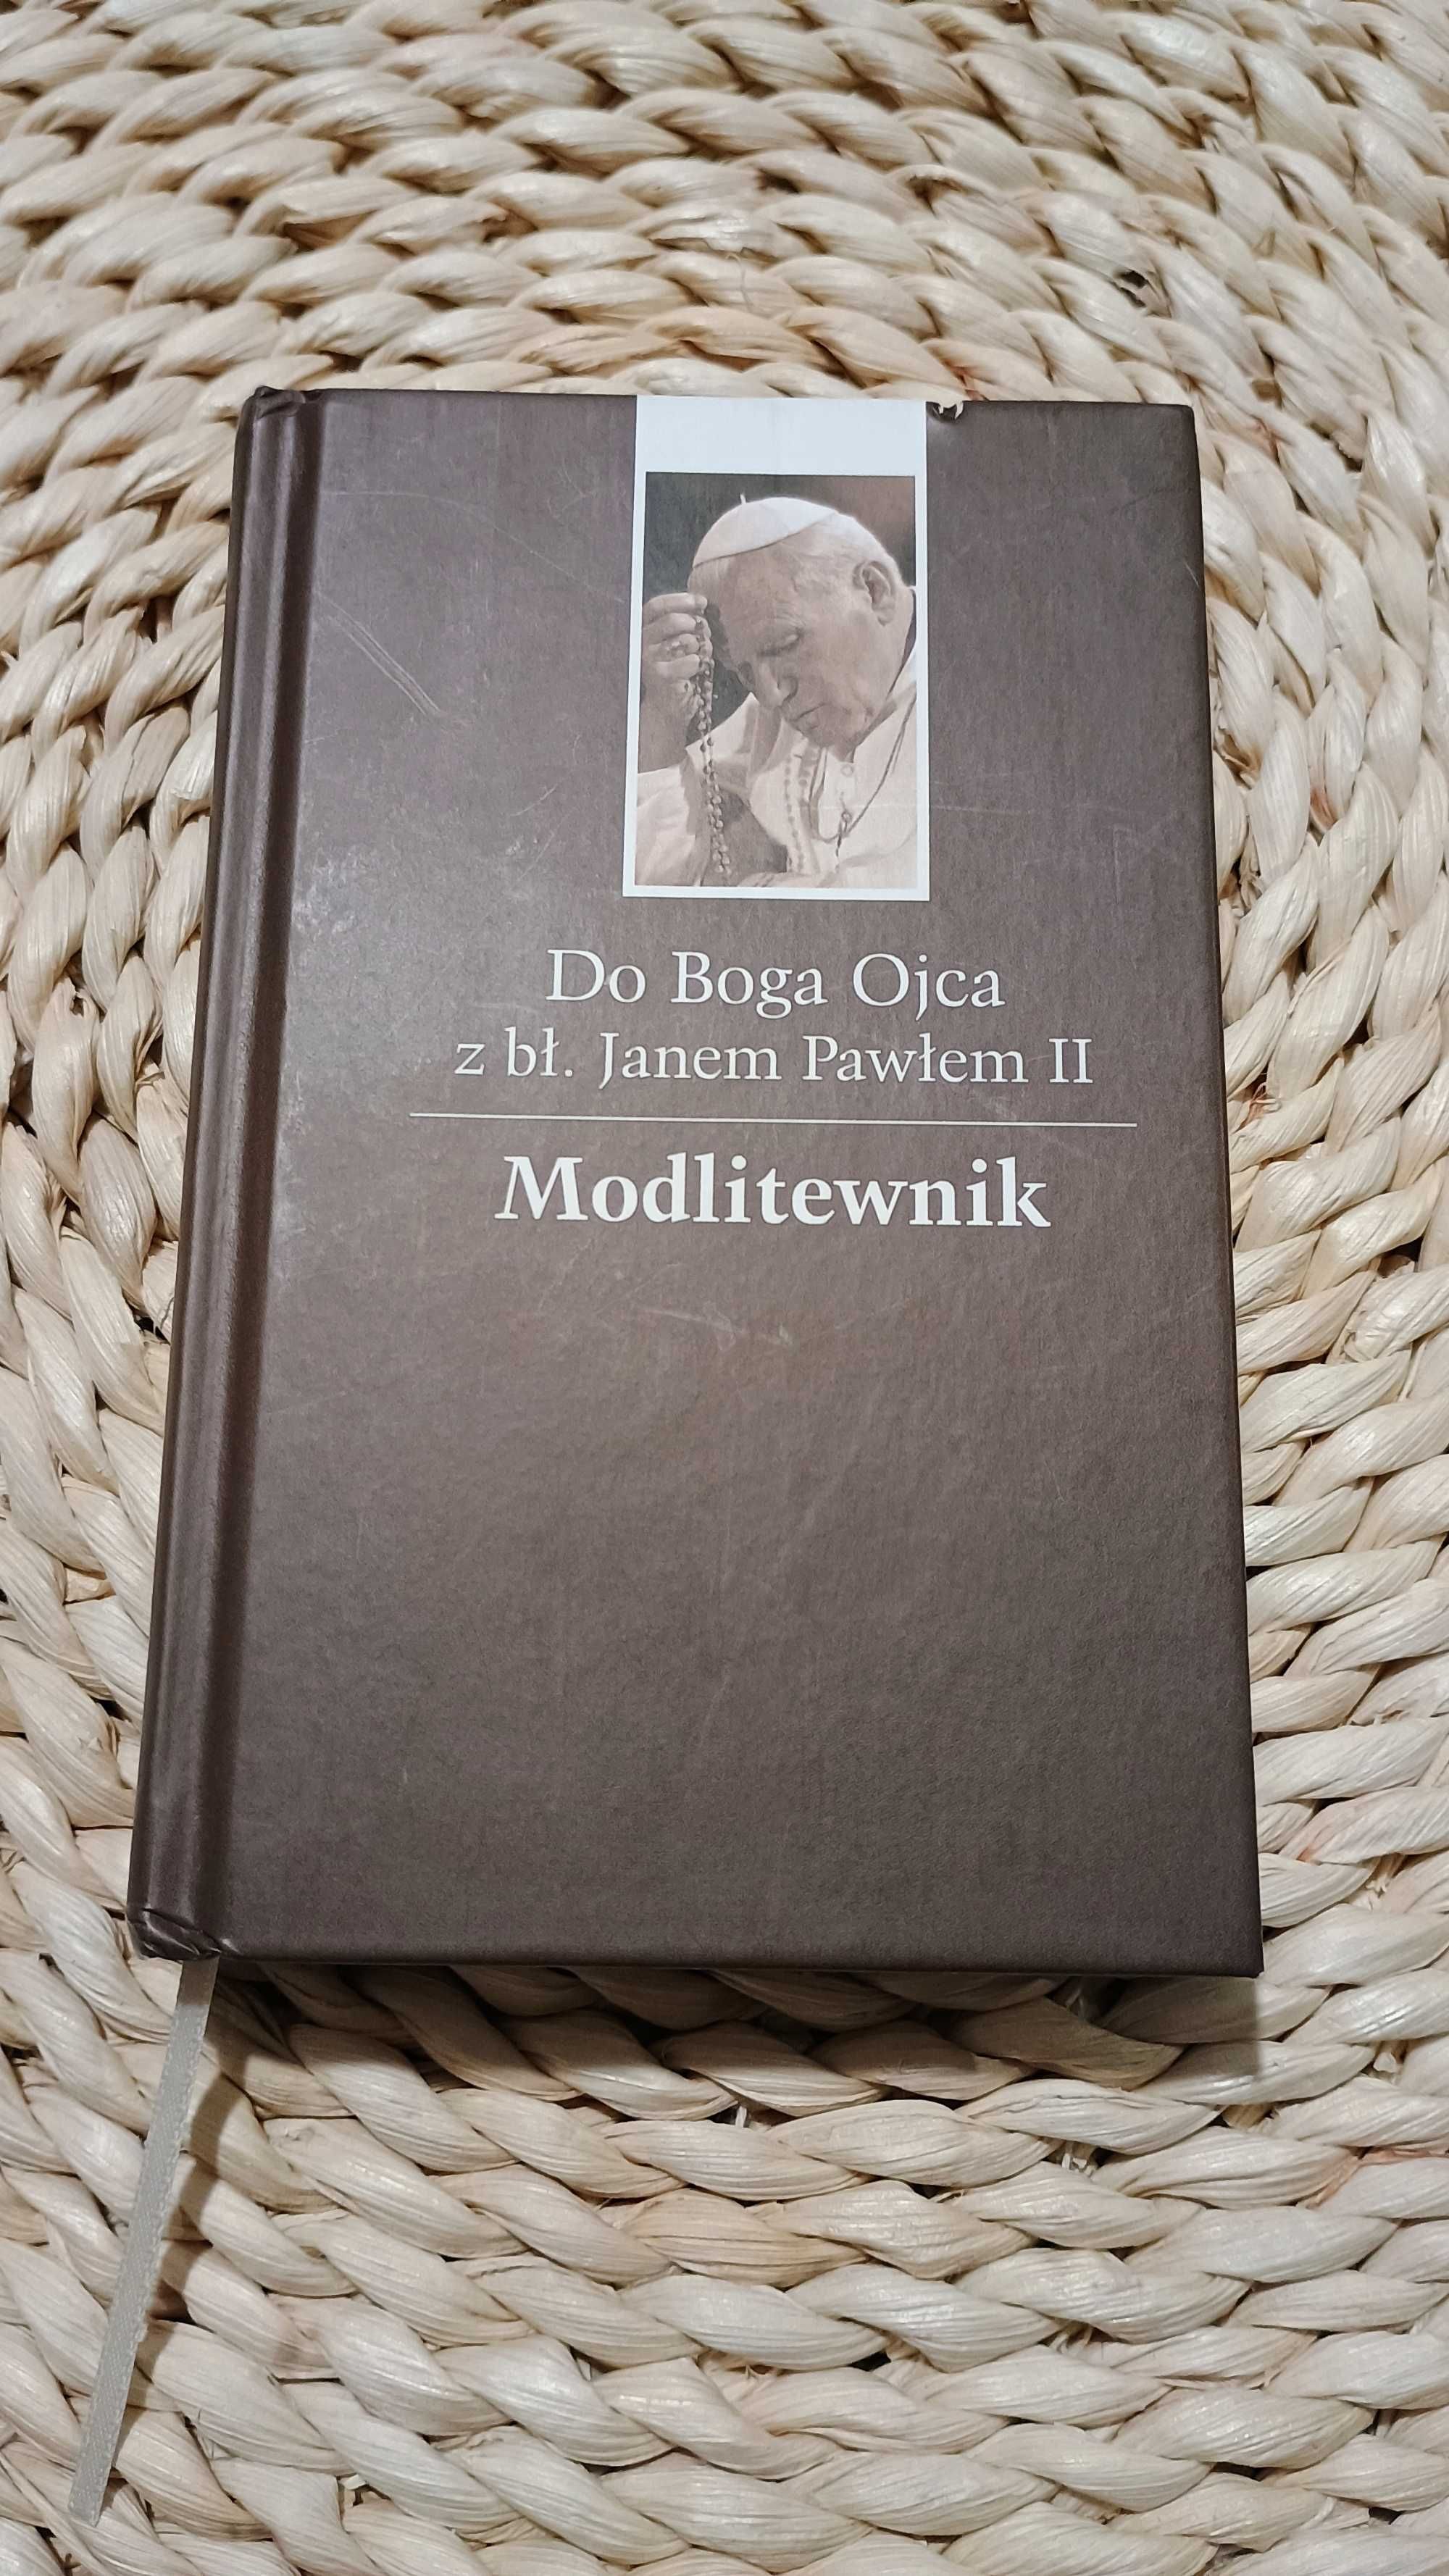 Do Boga Ojca
z bł. Janem Pawłem II
Modlitewnik